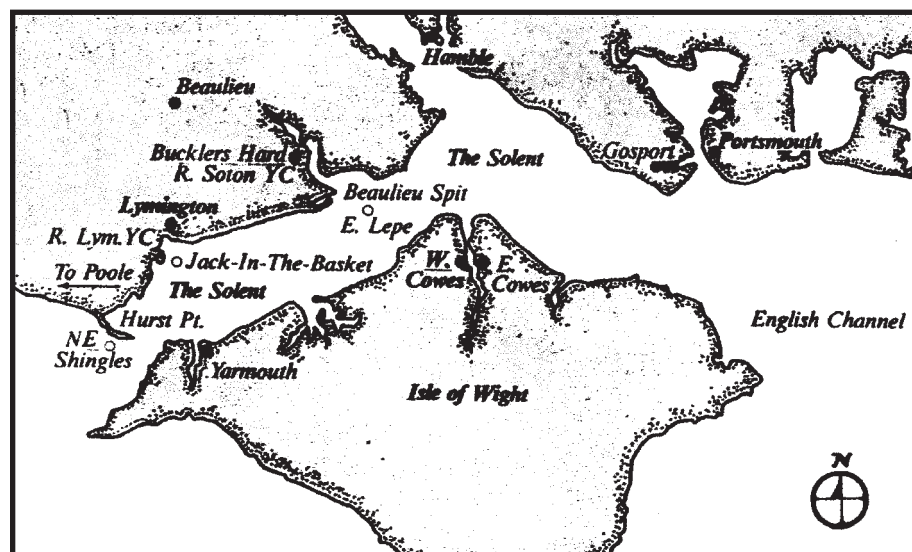 Hamble
Beaulieu
Bucklers Hard
R. Soton YC
The Solent
Gosport
Portsmouth
Beaulieu Spit
E. Lepe
Lymington
R. Lym. YC
Jack-In-The-Basket
To Poole
The Solent
W.
Cowes
E.
Cowes
Hurst Pt.
NE
Shingles
Yarmouth
English Channel
Isle of Wight
N